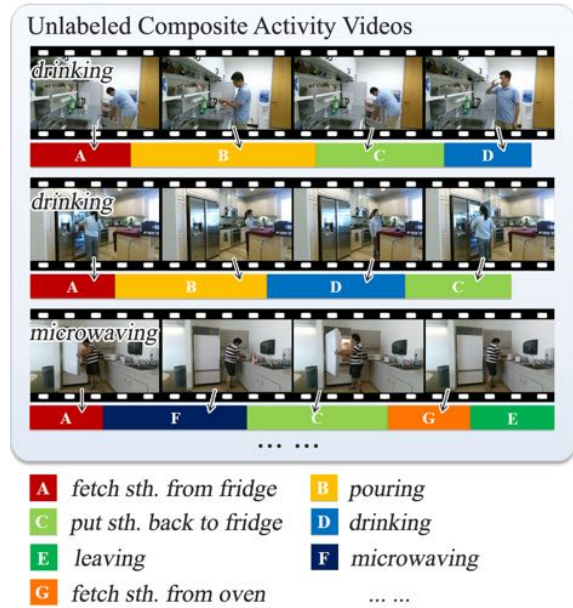 Unlabeled Composite Activity Videos
drinking
A B C D
drinking
A B D C
microwaving
A F C G E
... ...
A fetch sth. from fridge B pouring
C put sth. back to fridge D drinking
E leaving F microwaving
G fetch sth. from oven ... ...